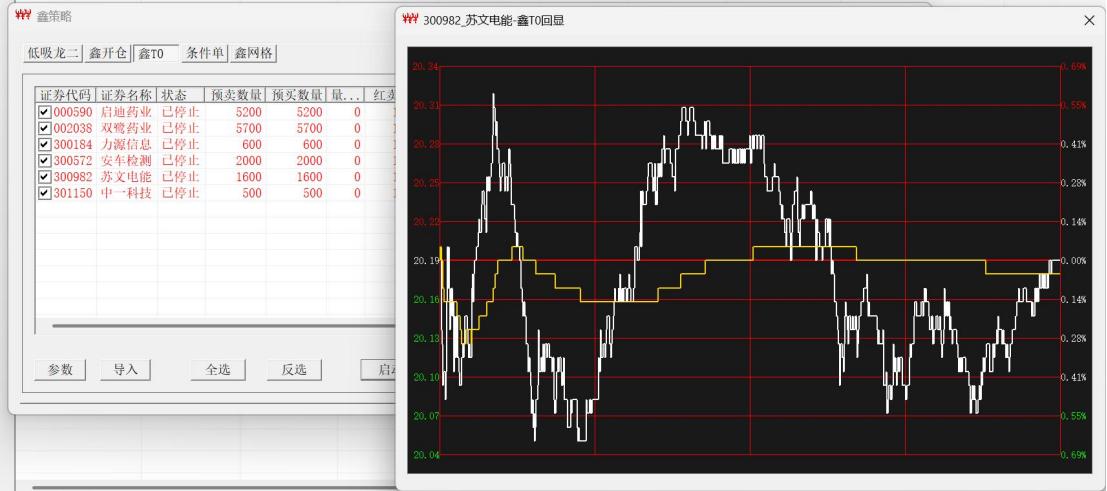 鑫策略
低吸龙二 鑫开仓 鑫T0 条件单 鑫网格
证券代码 证券名称 状态 预卖数量 预买数量 量... 红卖
000590 启迪药业 已停止 5200 5200 0
002038 双鹭药业 已停止 5700 5700 0
300184 力源信息 已停止 600 600 0
300572 安车检测 已停止 2000 2000 0
300982 苏文电能 已停止 1600 1600 0
301150 中一科技 已停止 500 500 0
参数 导入 全选 反选
300982_苏文电能-鑫T0回显
20.34 0.69%
20.31 0.55%
20.28 0.41%
20.25 0.28%
20.22 0.14%
20.19 0.00%
20.16 0.14%
20.13 0.28%
20.10 0.41%
20.07 0.55%
20.04 0.69%